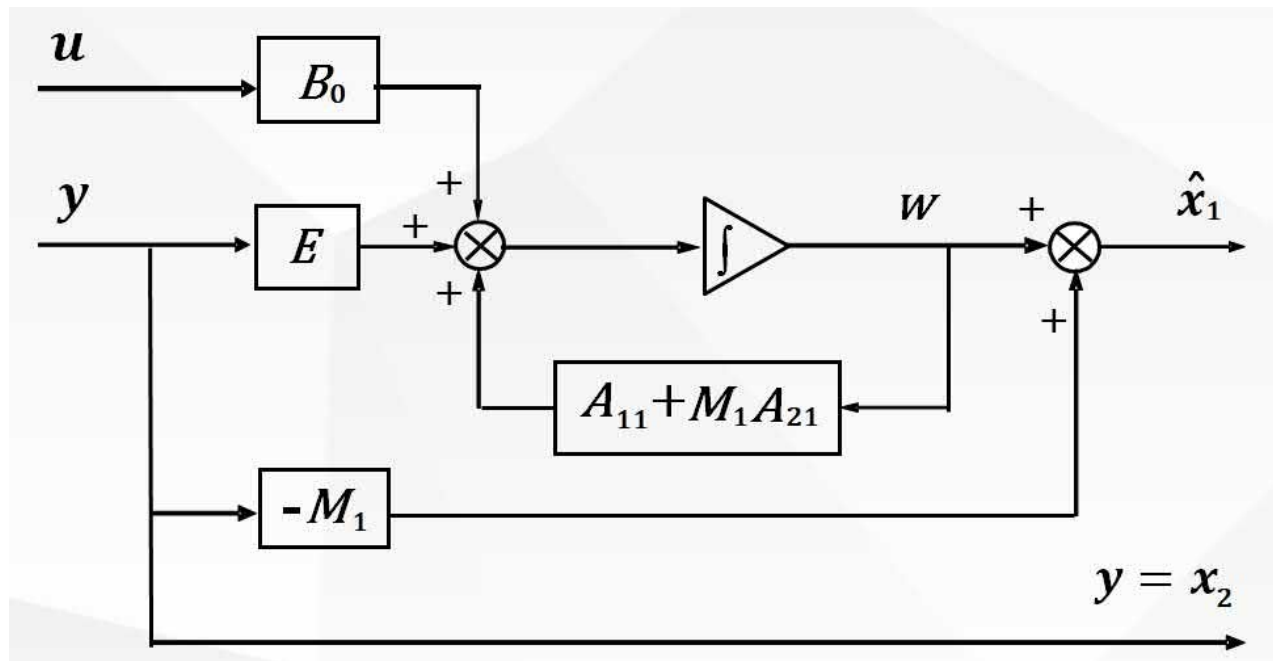 u
B₀
+
y
E
+
+
∫
w
+
x̂₁
+
A₁₁+M₁A₂₁
-M₁
y = x₂